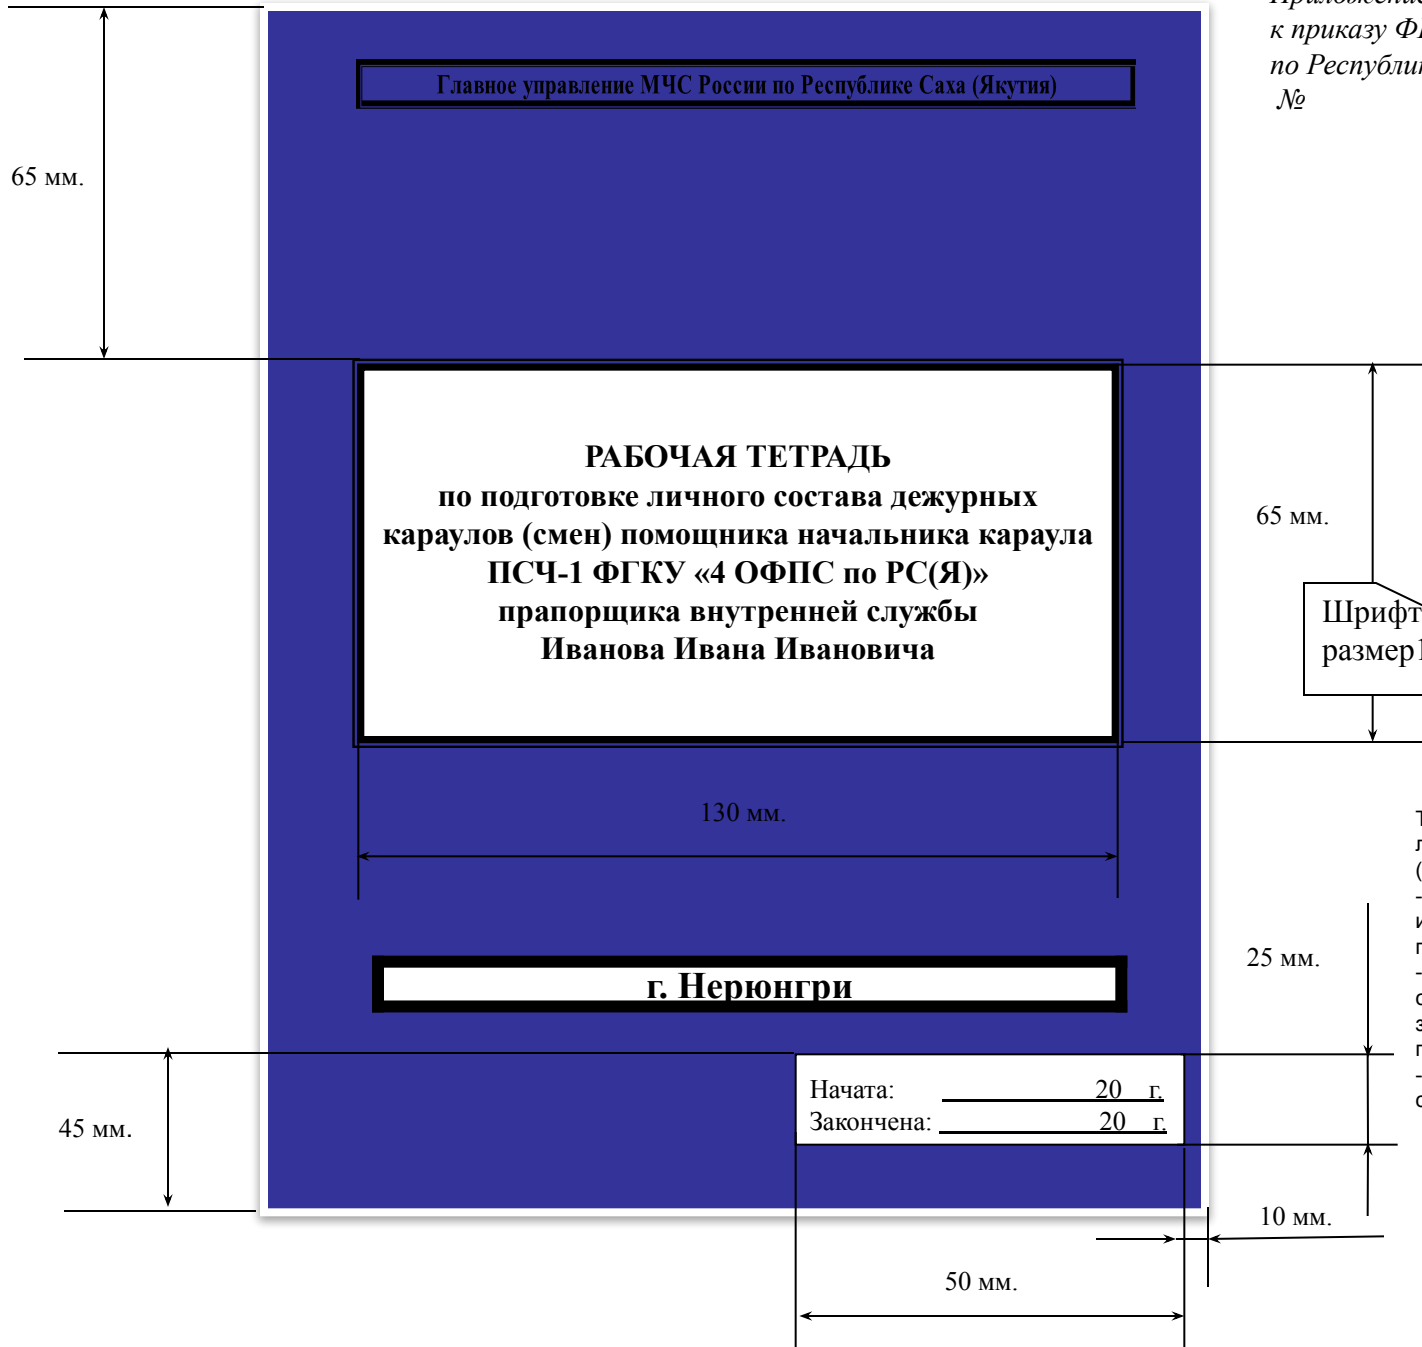 Приложение
к приказу
по
№
Главное управление МЧС России по Республике Саха (Якутия)
65 мм.
РАБОЧАЯ ТЕТРАДЬ
по подготовке личного состава дежурных
караулов (смен) помощника начальника караула
ПСЧ-1 ФГКУ «4 ОФПС по РС(Я)»
прапорщика внутренней службы
Иванова Ивана Ивановича
65 мм.
Шрифт
размер1
130 мм.
25 мм.
г. Нерюнгри
Начата: 20 г.
Закончена: 20 г.
45 мм.
10 мм.
50 мм.